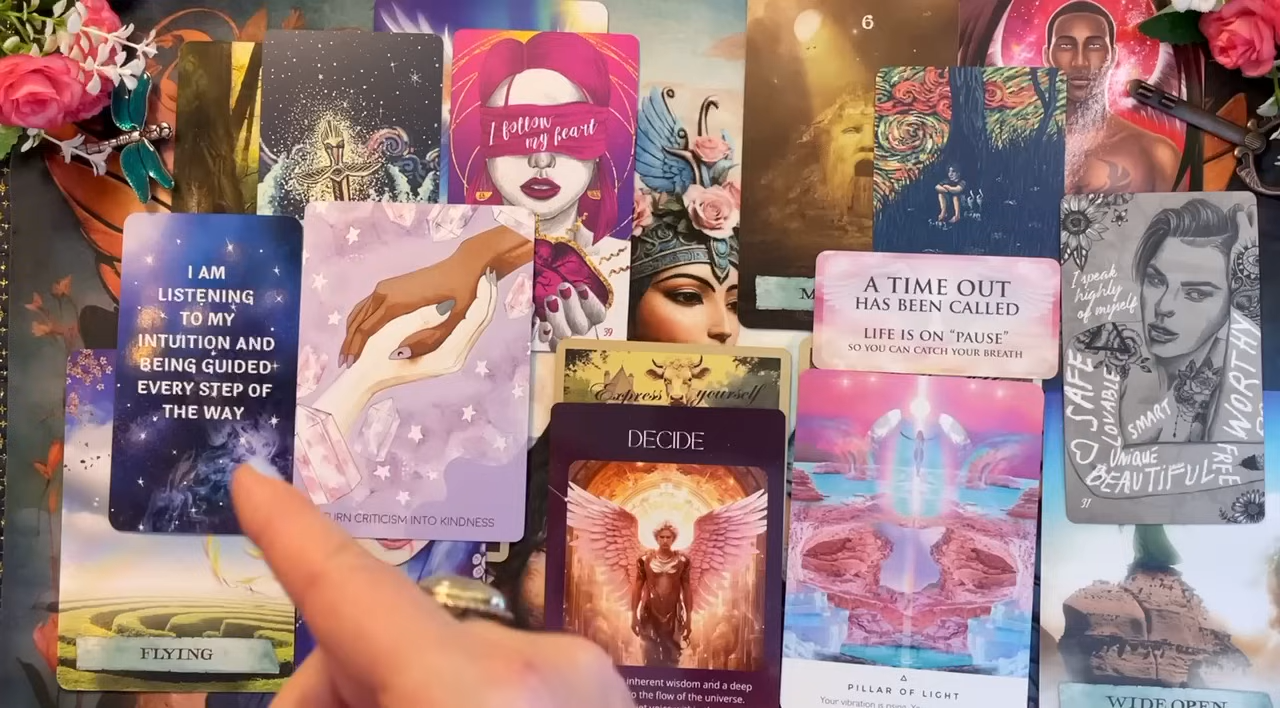 6
I follow
my heart
I AM
LISTENING
TO MY
INTUITION AND
BEING GUIDED
EVERY STEP OF
THE WAY
39
A TIME OUT
HAS BEEN CALLED
LIFE IS ON "PAUSE"
SO YOU CAN CATCH YOUR BREATH
I speak
highly
of myself
SAFE
LOVABLE
SMART
UNIQUE
BEAUTIFUL
FREE
WORTHY
31
Express yourself
DECIDE
inherent wisdom and a deep
to the flow of the universe.
CRITICISM INTO KINDNESS
FLYING
PILLAR OF LIGHT
Your vibration is
WIDE OPEN